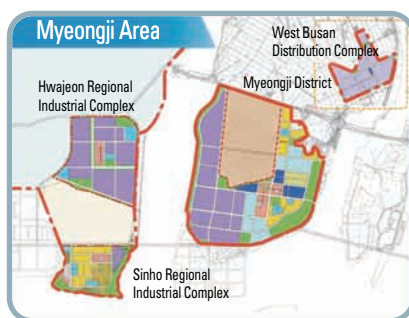 Myeongji Area
West Busan
Distribution Complex
Myeongji District
Hwajeon Regional
Industrial Complex
Sinho Regional
Industrial Complex